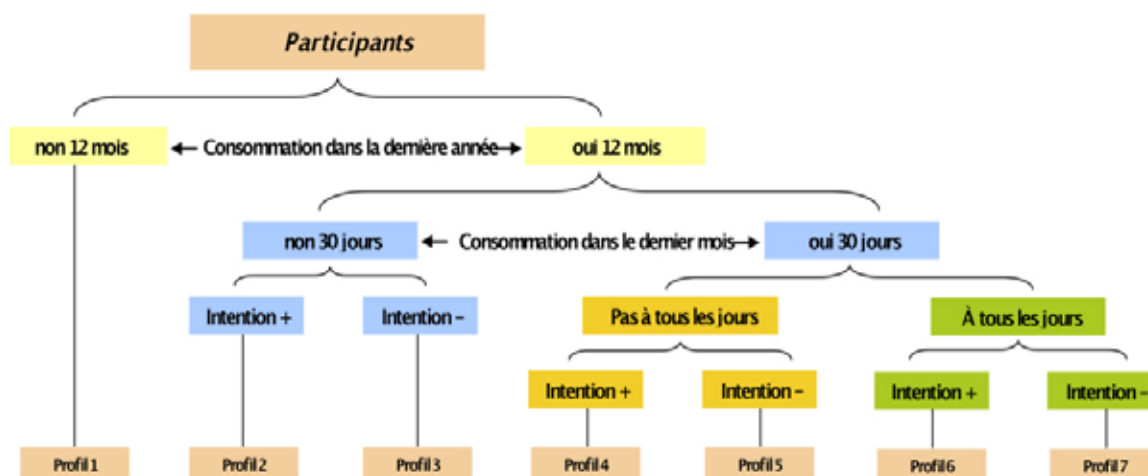 Participants
non 12 mois
Consommation dans la dernière année
oui 12 mois
non 30 jours
Consommation dans le dernier mois
oui 30 jours
Intention +
Intention –
Pas à tous les jours
À tous les jours
Intention +
Intention –
Intention +
Intention –
Profil 1
Profil 2
Profil 3
Profil 4
Profil 5
Profil 6
Profil 7